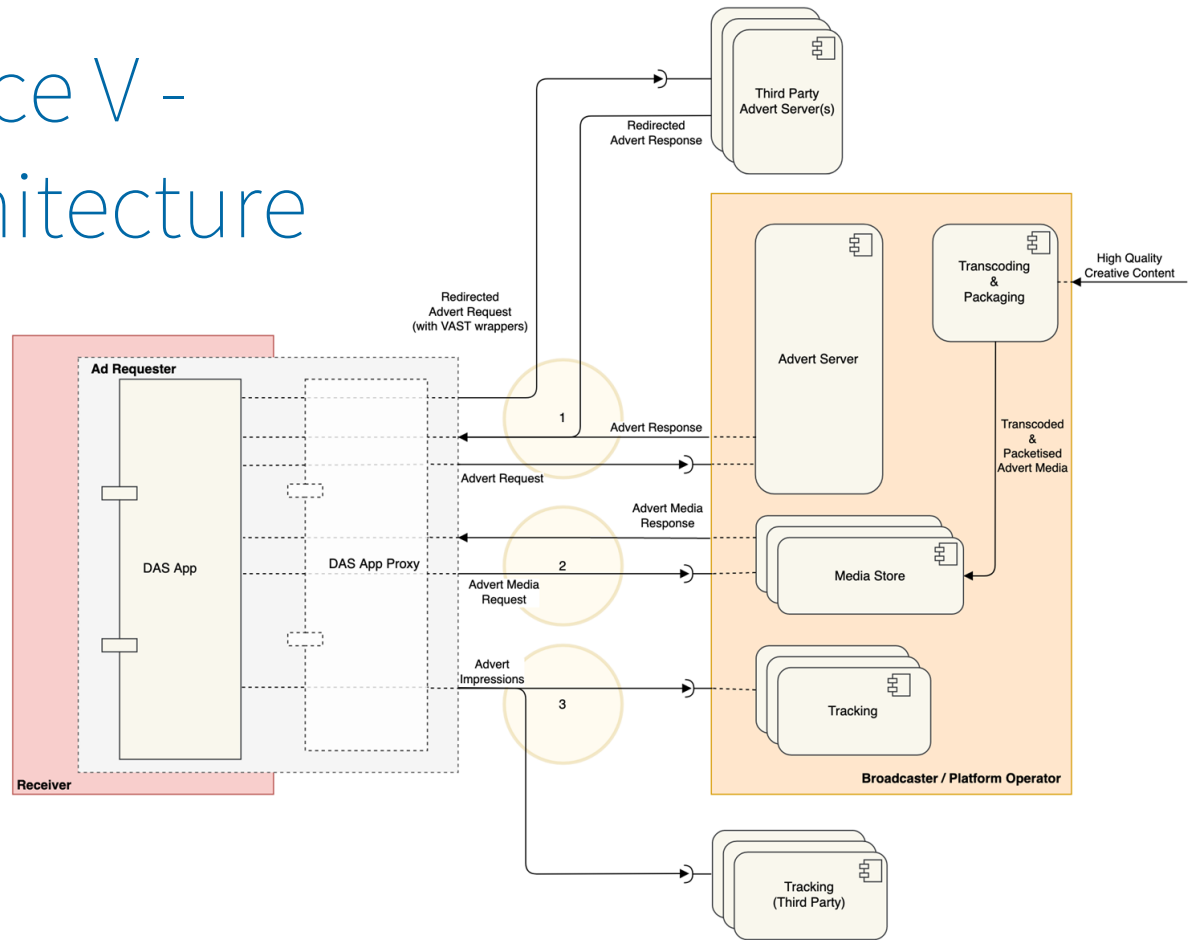 ce V -
hitecture
Third Party
Advert Server(s)
Redirected
Advert Response
Redirected
Advert Request
(with VAST wrappers)
High Quality
Creative Content
Transcoding
&
Packaging
Advert Server
Transcoded
&
Packetised
Advert Media
Ad Requester
1
Advert Response
Advert Request
Advert Media
Response
DAS App
DAS App Proxy
2
Advert Media
Request
Media Store
Advert
Impressions
3
Tracking
Receiver
Broadcaster / Platform Operator
Tracking
(Third Party)